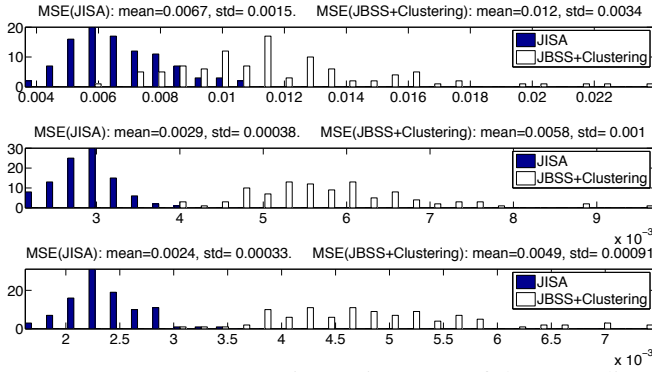 MSE(JISA): mean=0.0067, std= 0.0015. MSE(JBSS+Clustering): mean=0.012, std= 0.0034
20
10
0
JISA
JBSS+Clustering
0.004 0.006 0.008 0.01 0.012 0.014 0.016 0.018 0.02 0.022
MSE(JISA): mean=0.0029, std= 0.00038. MSE(JBSS+Clustering): mean=0.0058, std= 0.001
30
20
10
0
JISA
JBSS+Clustering
3 4 5 6 7 8 9
x 10⁻³
MSE(JISA): mean=0.0024, std= 0.00033. MSE(JBSS+Clustering): mean=0.0049, std= 0.00091
20
10
0
JISA
JBSS+Clustering
2 2.5 3 3.5 4 4.5 5 5.5 6 6.5 7
x 10⁻³